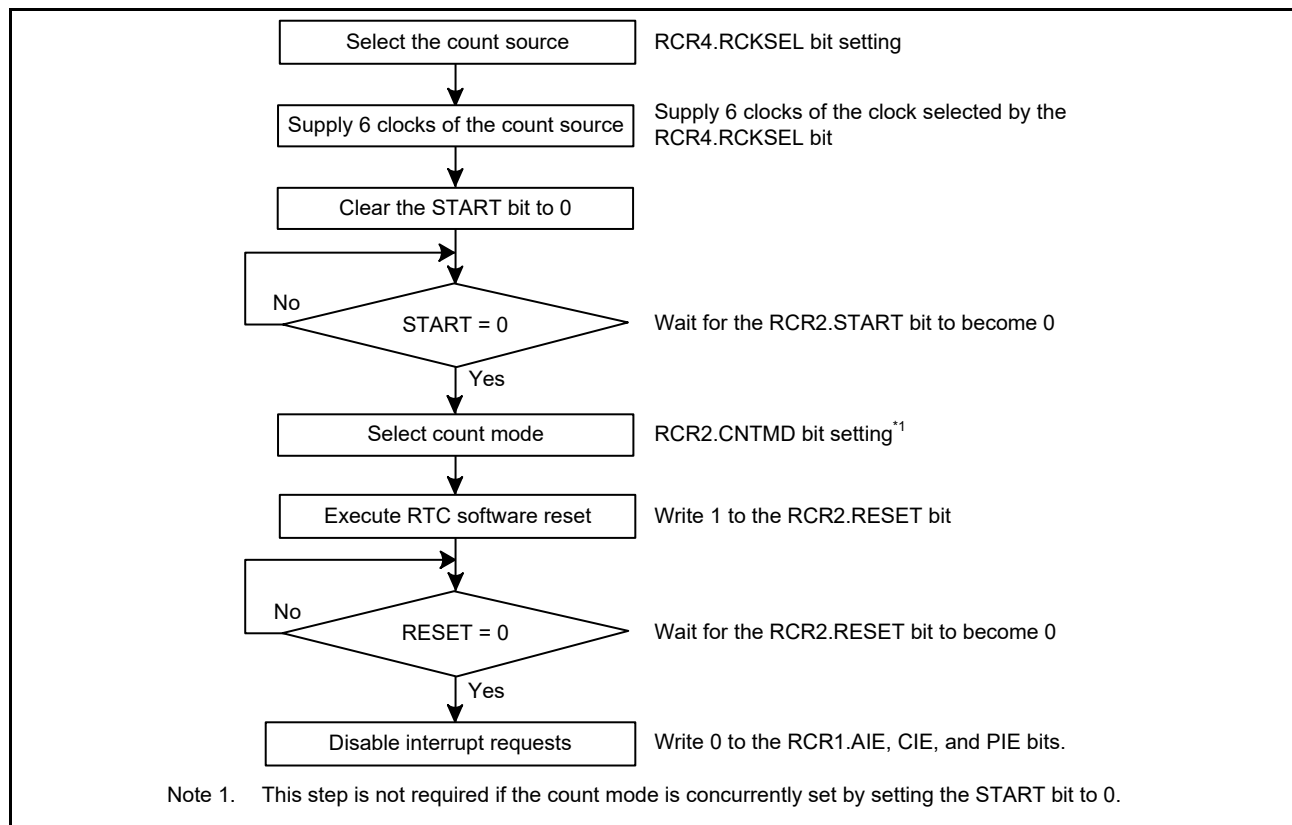 Select the count source
RCR4.RCKSEL bit setting
Supply 6 clocks of the count source
Supply 6 clocks of the clock selected by the
RCR4.RCKSEL bit
Clear the START bit to 0
No
START = 0
Wait for the RCR2.START bit to become 0
Yes
Select count mode
RCR2.CNTMD bit setting*1
Execute RTC software reset
Write 1 to the RCR2.RESET bit
No
RESET = 0
Wait for the RCR2.RESET bit to become 0
Yes
Disable interrupt requests
Write 0 to the RCR1.AIE, CIE, and PIE bits.
Note 1. This step is not required if the count mode is concurrently set by setting the START bit to 0.